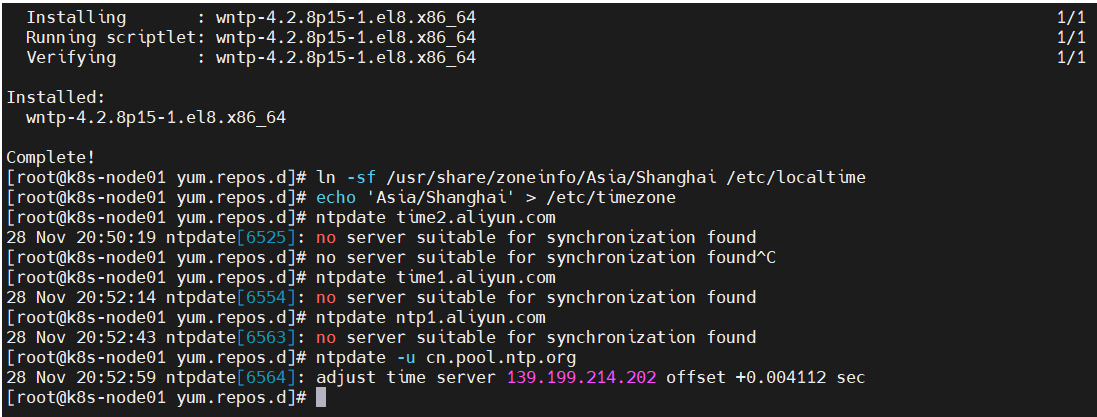 Installing : wntp-4.2.8p15-1.el8.x86_64 1/1
Running scriptlet: wntp-4.2.8p15-1.el8.x86_64 1/1
Verifying : wntp-4.2.8p15-1.el8.x86_64 1/1
Installed:
wntp-4.2.8p15-1.el8.x86_64
Complete!
[root@k8s-node01 yum.repos.d]# ln -sf /usr/share/zoneinfo/Asia/Shanghai /etc/localtime
[root@k8s-node01 yum.repos.d]# echo 'Asia/Shanghai' > /etc/timezone
[root@k8s-node01 yum.repos.d]# ntpdate time2.aliyun.com
28 Nov 20:50:19 ntpdate[6525]: no server suitable for synchronization found
[root@k8s-node01 yum.repos.d]# no server suitable for synchronization found^C
[root@k8s-node01 yum.repos.d]# ntpdate time1.aliyun.com
28 Nov 20:52:14 ntpdate[6554]: no server suitable for synchronization found
[root@k8s-node01 yum.repos.d]# ntpdate ntp1.aliyun.com
28 Nov 20:52:43 ntpdate[6563]: no server suitable for synchronization found
[root@k8s-node01 yum.repos.d]# ntpdate -u cn.pool.ntp.org
28 Nov 20:52:59 ntpdate[6564]: adjust time server 139.199.214.202 offset +0.004112 sec
[root@k8s-node01 yum.repos.d]#